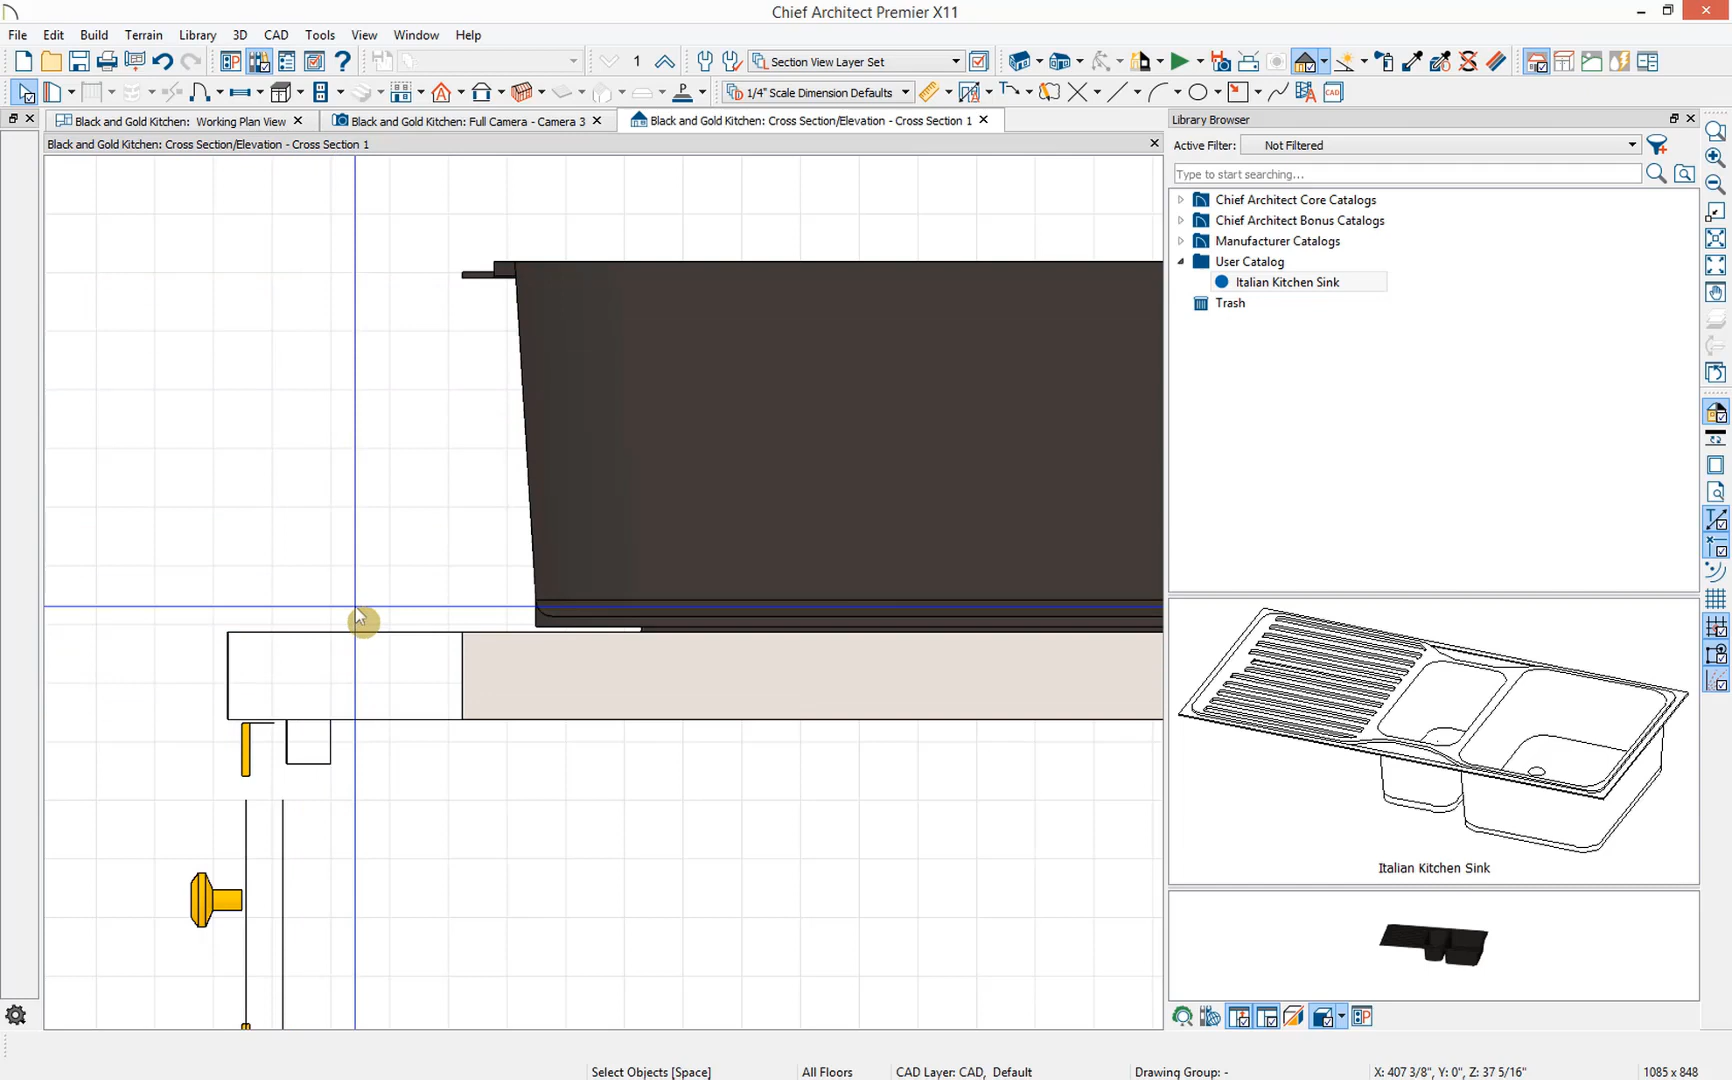 Chief Architect Premier X11
File Edit Build Terrain Library 3D CAD Tools View Window Help
1 Section View Layer Set
1/4" Scale Dimension Defaults
Black and Gold Kitchen: Working Plan View
Black and Gold Kitchen: Full Camera - Camera 3
Black and Gold Kitchen: Cross Section/Elevation - Cross Section 1
Black and Gold Kitchen: Cross Section/Elevation - Cross Section 1
Library Browser
Active Filter: Not Filtered
Type to start searching...
Chief Architect Core Catalogs
Chief Architect Bonus Catalogs
Manufacturer Catalogs
User Catalog
Italian Kitchen Sink
Trash
Italian Kitchen Sink
Select Objects [Space] All Floors CAD Layer: CAD, Default Drawing Group: - X: 407 3/8", Y: 0", Z: 37 5/16" 1085 x 848